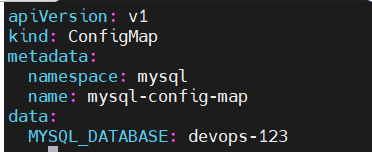 apiVersion: v1
kind: ConfigMap
metadata:
  namespace: mysql
  name: mysql-config-map
data:
  MYSQL_DATABASE: devops-123